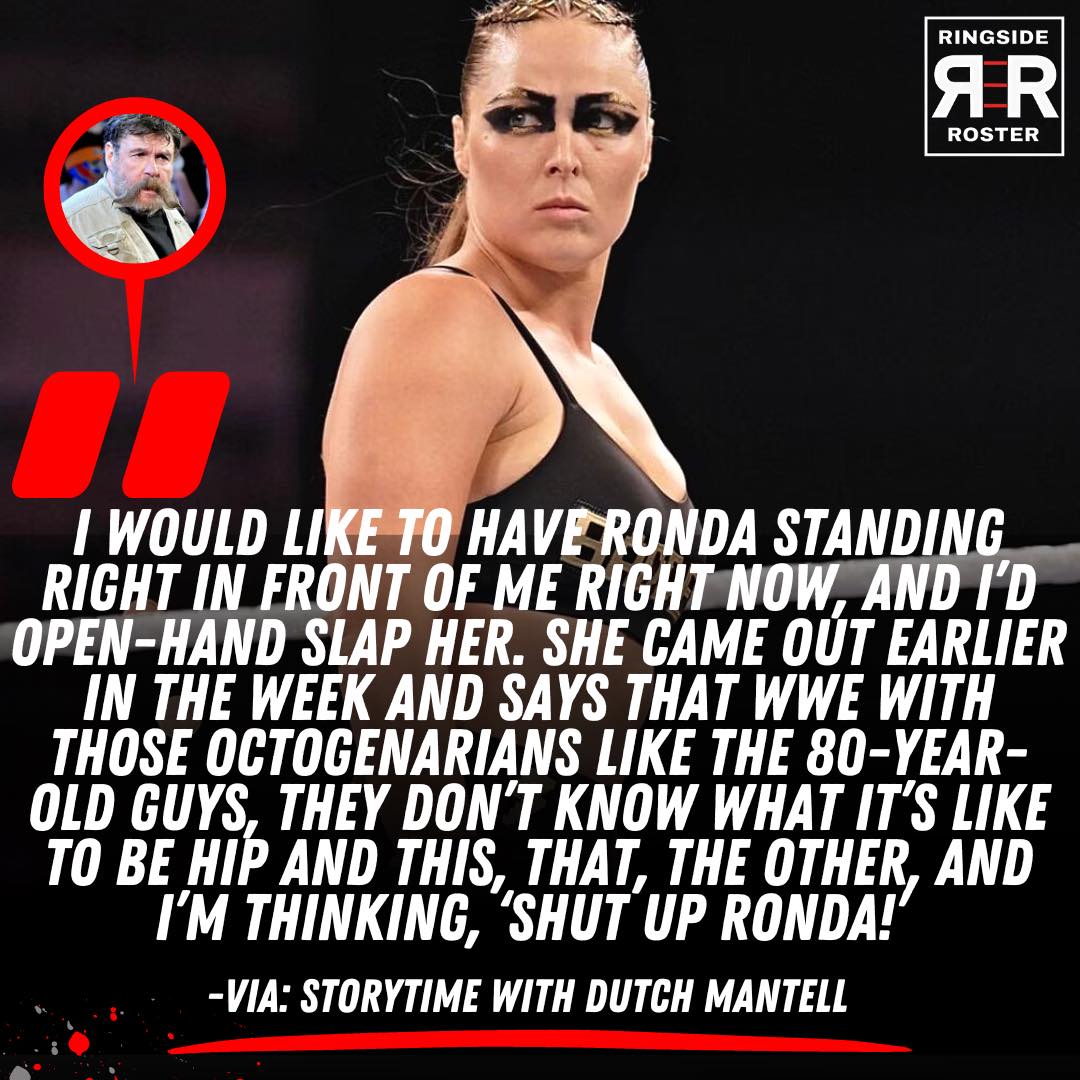 RINGSIDE
RER
ROSTER
I WOULD LIKE TO HAVE RONDA STANDING
RIGHT IN FRONT OF ME RIGHT NOW, AND I'D
OPEN-HAND SLAP HER. SHE CAME OUT EARLIER
IN THE WEEK AND SAYS THAT WWE WITH
THOSE OCTOGENARIANS LIKE THE 80-YEAR-
OLD GUYS, THEY DON'T KNOW WHAT IT'S LIKE
TO BE HIP AND THIS, THAT, THE OTHER, AND
I'M THINKING, 'SHUT UP RONDA!'
-VIA: STORYTIME WITH DUTCH MANTELL